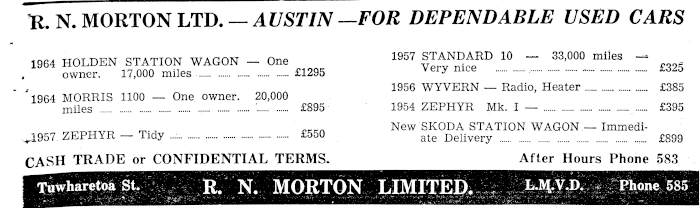 R. N. MORTON LTD. — AUSTIN — FOR DEPENDABLE USED CARS
1964 HOLDEN STATION WAGON — One
owner. 17,000 miles £1295
1964 MORRIS 1100 — One owner. 20,000
miles £895
1957 ZEPHYR — Tidy £550
CASH TRADE or CONFIDENTIAL TERMS.
1957 STANDARD 10 — 33,000 miles —
Very nice £325
1956 WYVERN — Radio, Heater £385
1954 ZEPHYR Mk. I — £395
New SKODA STATION WAGON — Immedi-
ate Delivery £899
After Hours Phone 583
Tuwharetoa St. R. N. MORTON LIMITED. L.M.V.D. Phone 585